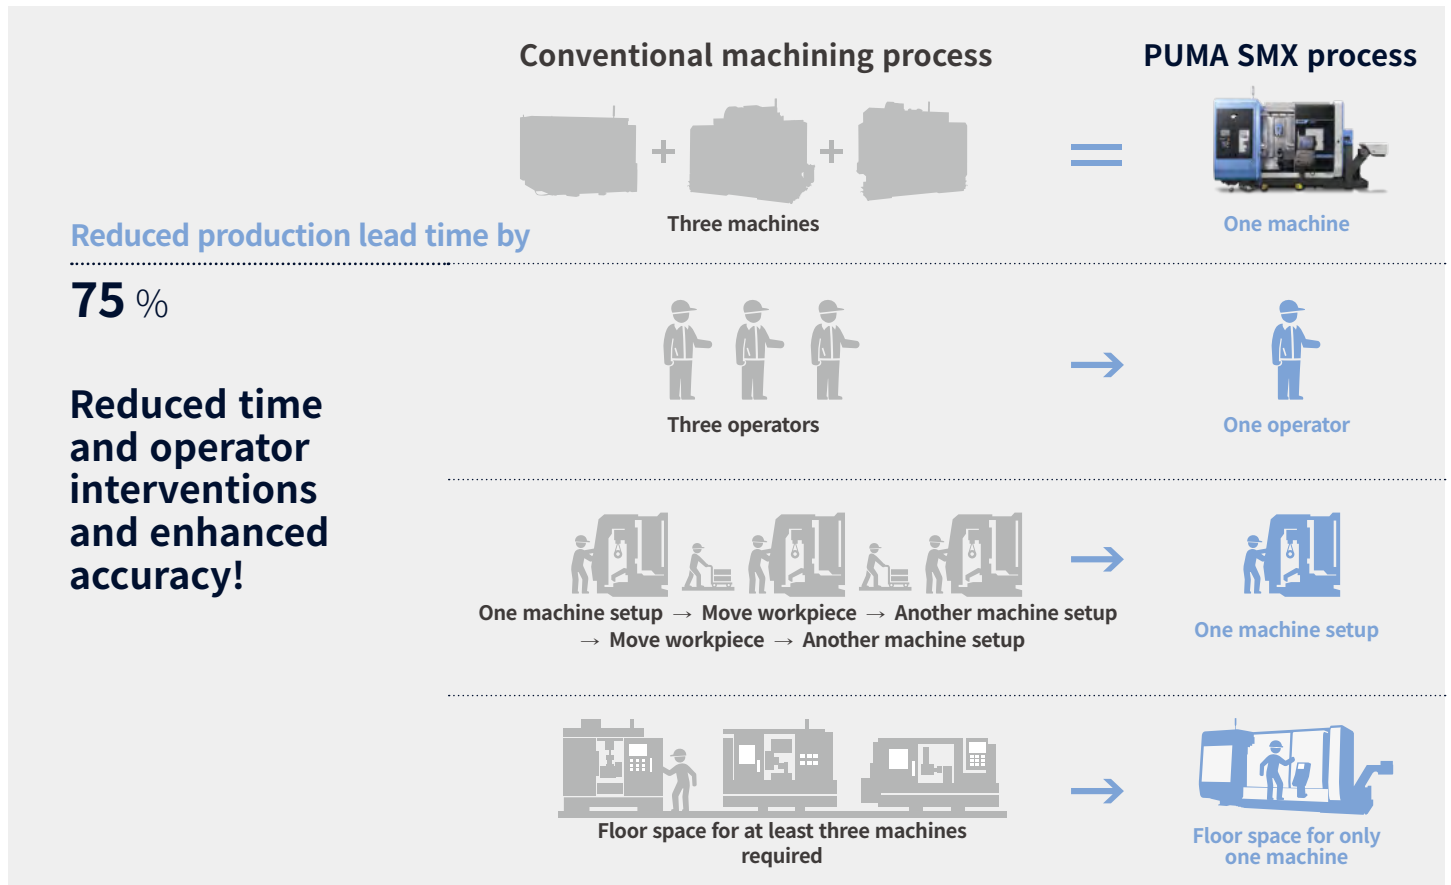 Conventional machining process
PUMA SMX process
Three machines
One machine
Reduced production lead time by
75 %
Reduced time
and operator
interventions
and enhanced
accuracy!
Three operators
One operator
One machine setup → Move workpiece → Another machine setup
→ Move workpiece → Another machine setup
One machine setup
Floor space for at least three machines
required
Floor space for only
one machine